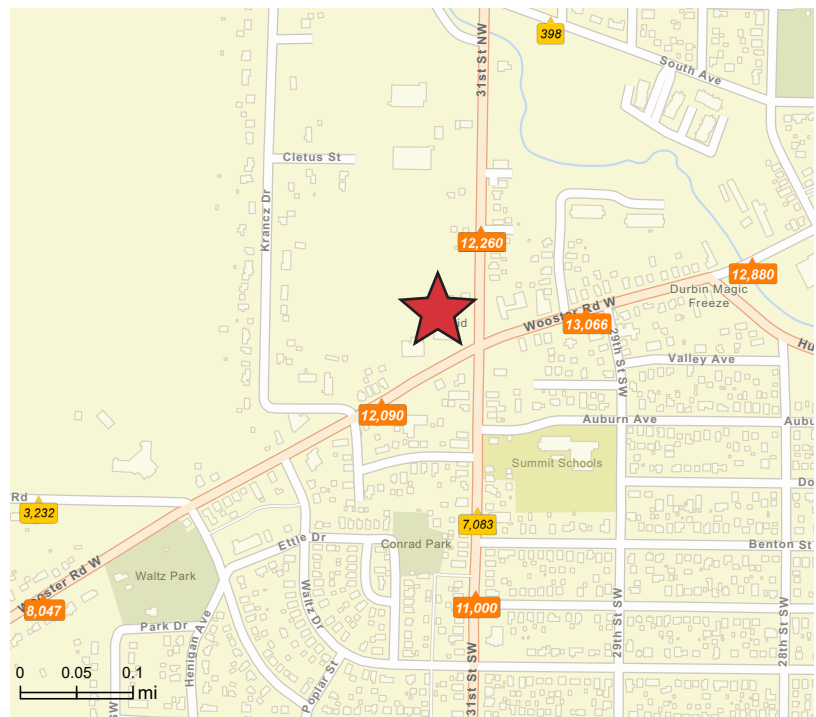 31st St NW
398
South Ave
Cletus St
Krancz Dr
12,260
12,880
Durbin Magic
Freeze
Wooster Rd W
13,066
29th St SW
Valley Ave
12,090
Auburn Ave
Summit Schools
Rd
3,232
7,083
Ettle Dr
Conrad Park
Benton St
Waltz Park
Wooster Rd W
8,047
Waltz Dr
11,000
Park Dr
Henigan Ave
29th St SW
28th St SW
Poplar St
31st St SW
0 0.05 0.1
mi